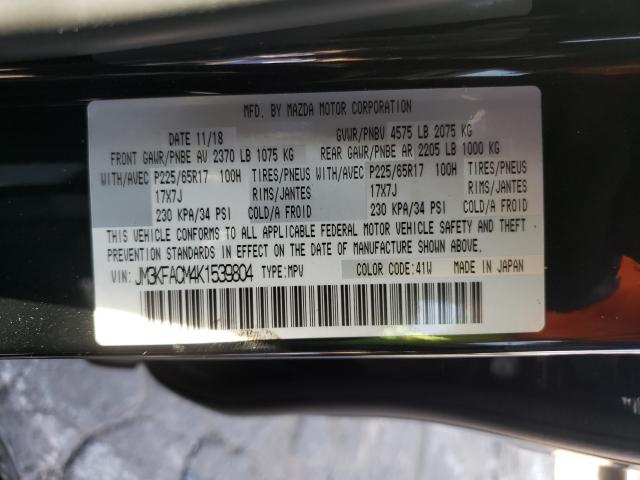 MFD. BY MAZDA MOTOR CORPORATION
DATE 11/18 GVWR/PNBV 4575 LB 2075 KG
FRONT GAWR/PNBE AV 2370 LB 1075 KG REAR GAWR/PNBE AR 2205 LB 1000 KG
WITH/AVEC P225/65R17 100H TIRES/PNEUS WITH/AVEC P225/65R17 100H TIRES/PNEUS
17X7J RIMS/JANTES 17X7J RIMS/JANTES
230 KPA/34 PSI COLD/A FROID 230 KPA/34 PSI COLD/A FROID
THIS VEHICLE CONFORMS TO ALL APPLICABLE FEDERAL MOTOR VEHICLE SAFETY AND THEFT
PREVENTION STANDARDS IN EFFECT ON THE DATE OF MANUFACTURE SHOWN ABOVE.
VIN: JM3KFACM4K1539804 TYPE:MPV COLOR CODE:41W MADE IN JAPAN